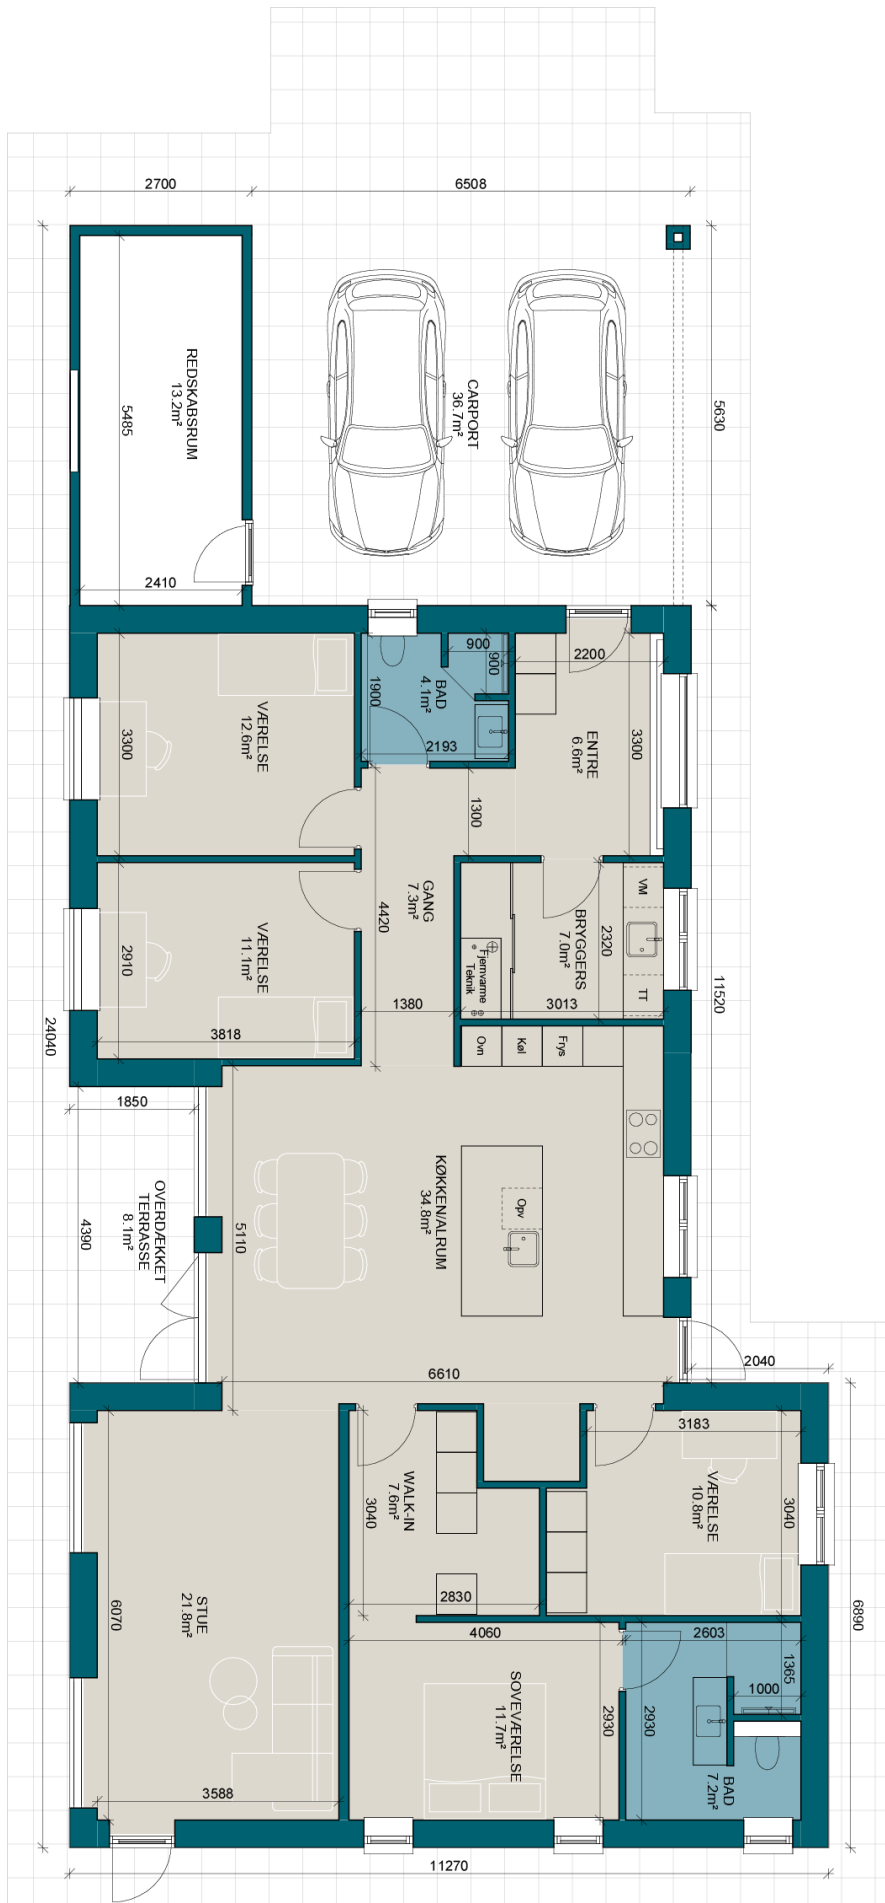 2700
6508
REDSKABSRUM
13.2m²
5485
2410
CARPORT
36.7m²
5630
VÆRELSE
12.6m²
3300
BAD
4.1m²
1900
900
900
2193
2200
ENTRE
6.6m²
3300
1300
GANG
7.3m²
4420
1380
VÆRELSE
11.1m²
2910
3818
BRYGGERS
7.0m²
2320
3013
VM
TT
Fjernvarme
Teknik
11520
24040
Ovn
Køl
Frys
1850
OVERDÆKKET
TERRASSE
8.1m²
4390
5110
KØKKEN/ALRUM
34.8m²
Opv
6610
2040
3183
VÆRELSE
10.8m²
3040
WALK-IN
7.6m²
3040
2830
STUE
21.8m²
6070
3588
4060
SOVEVÆRELSE
11.7m²
2930
2603
1365
1000
2930
BAD
7.2m²
6890
11270